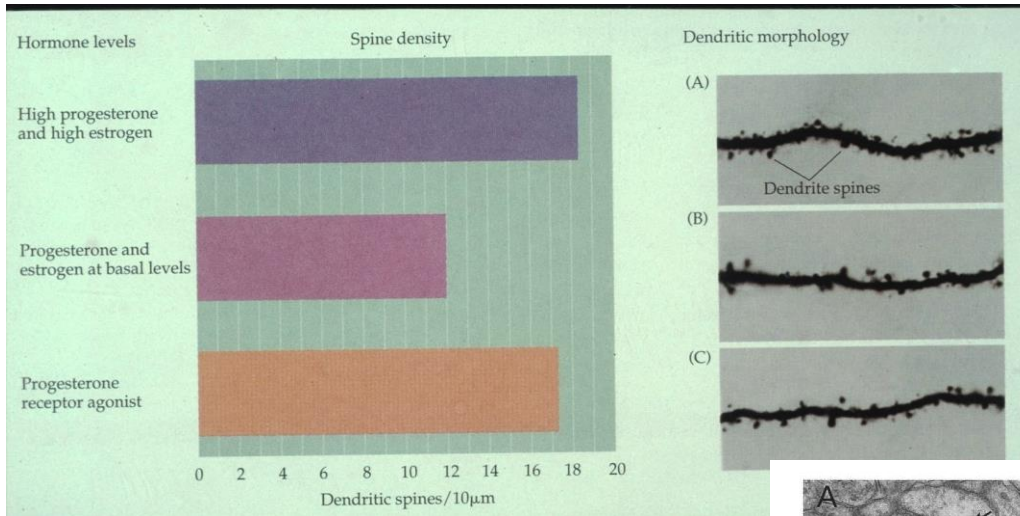 Hormone levels
Spine density
Dendritic morphology
High progesterone
and high estrogen
Progesterone and
estrogen at basal levels
Progesterone
receptor agonist
0 2 4 6 8 10 12 14 16 18 20
Dendritic spines/10μm
(A)
Dendrite spines
(B)
(C)
A